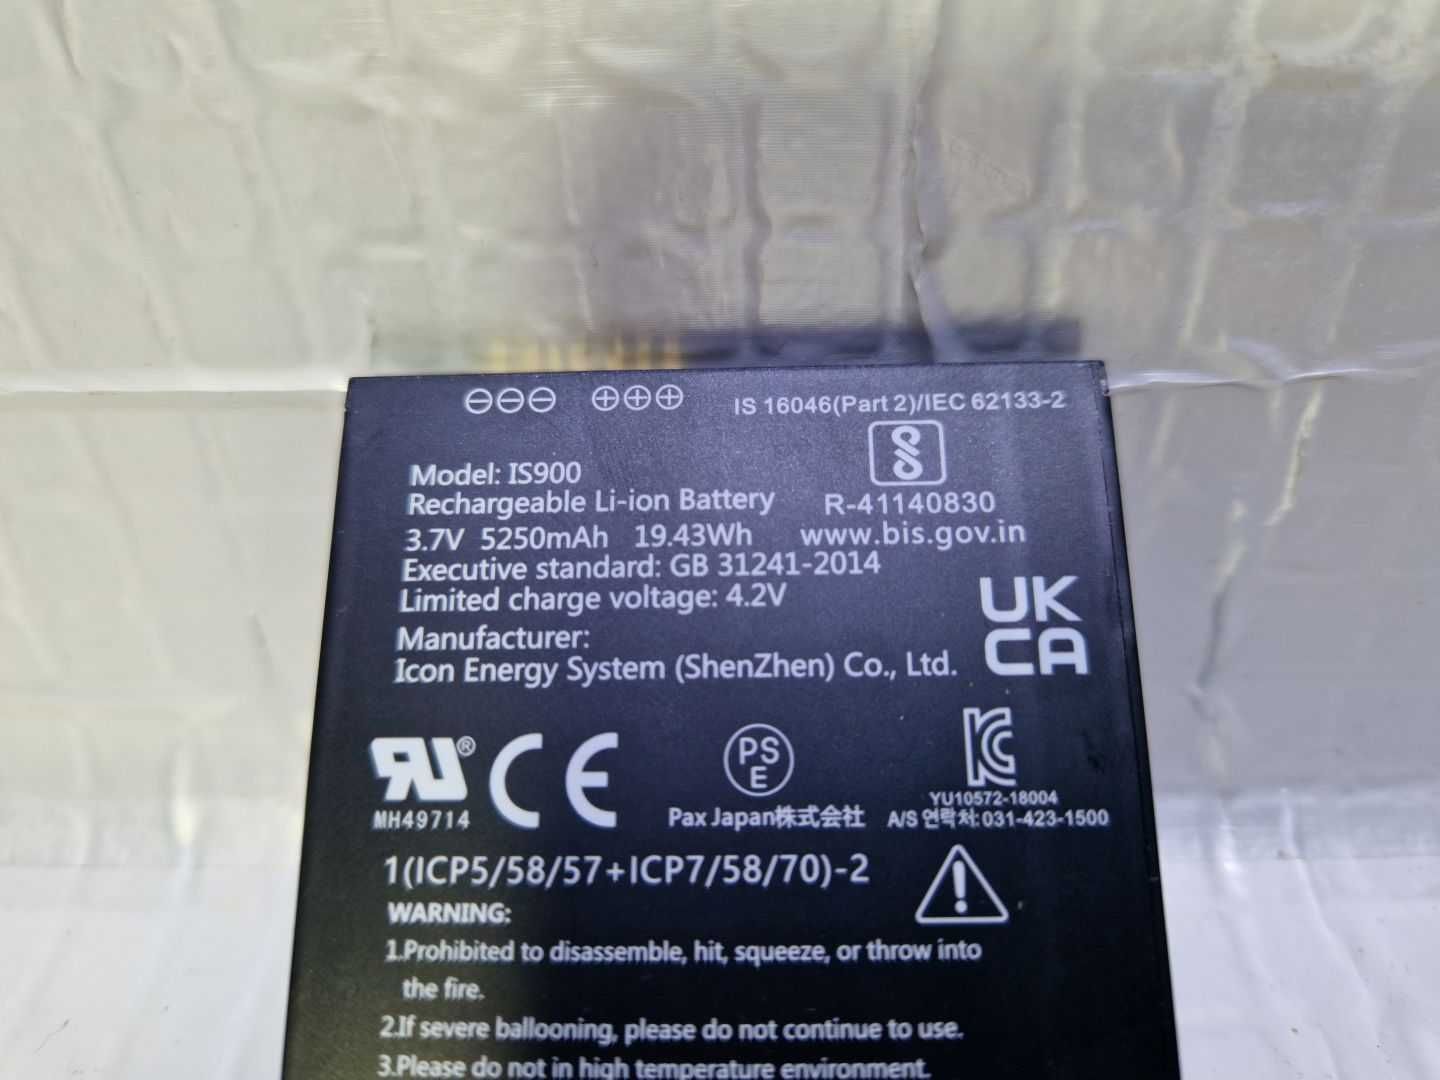 ⊖⊖⊖ ⊕⊕⊕
IS 16046(Part 2)/IEC 62133-2
Model: IS900
Rechargeable Li-ion Battery
R-41140830
3.7V 5250mAh 19.43Wh
www.bis.gov.in
Executive standard: GB 31241-2014
Limited charge voltage: 4.2V
UK
CA
Manufacturer:
Icon Energy System (ShenZhen) Co., Ltd.
RU®
MH49714
CE
PS
E
Pax Japan株式会社
KC
YU10572-18004
A/S 연락처: 031-423-1500
1(ICP5/58/57+ICP7/58/70)-2
WARNING:
1.Prohibited to disassemble, hit, squeeze, or throw into
the fire.
2.If severe ballooning, please do not continue to use.
3.Please do not in high temperature environment.